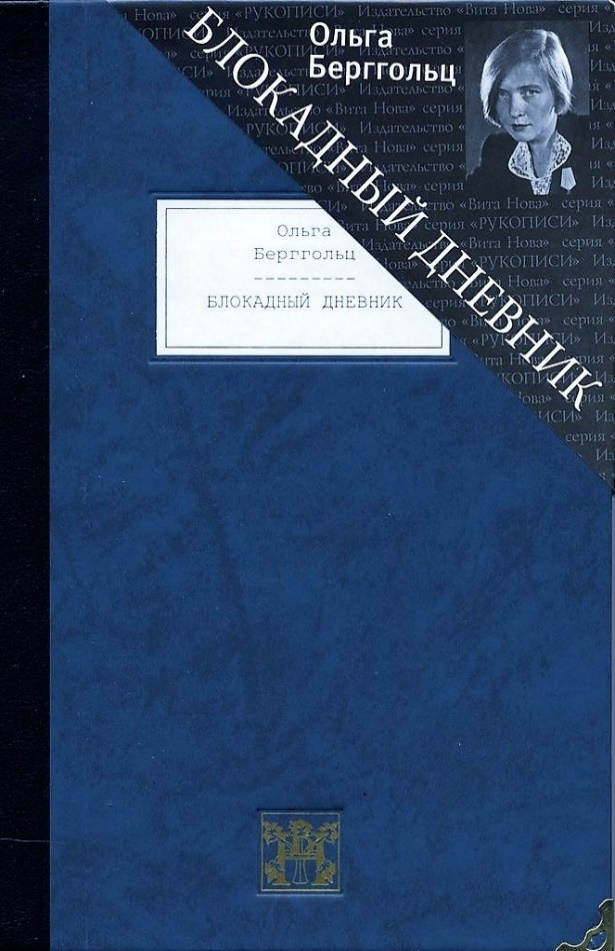 Издательство «Вита Нова» серия «РУКОПИСИ»
Ольга
Берггольц
БЛОКАДНЫЙ ДНЕВНИК
Ольга
Берггольц
---------
БЛОКАДНЫЙ ДНЕВНИК